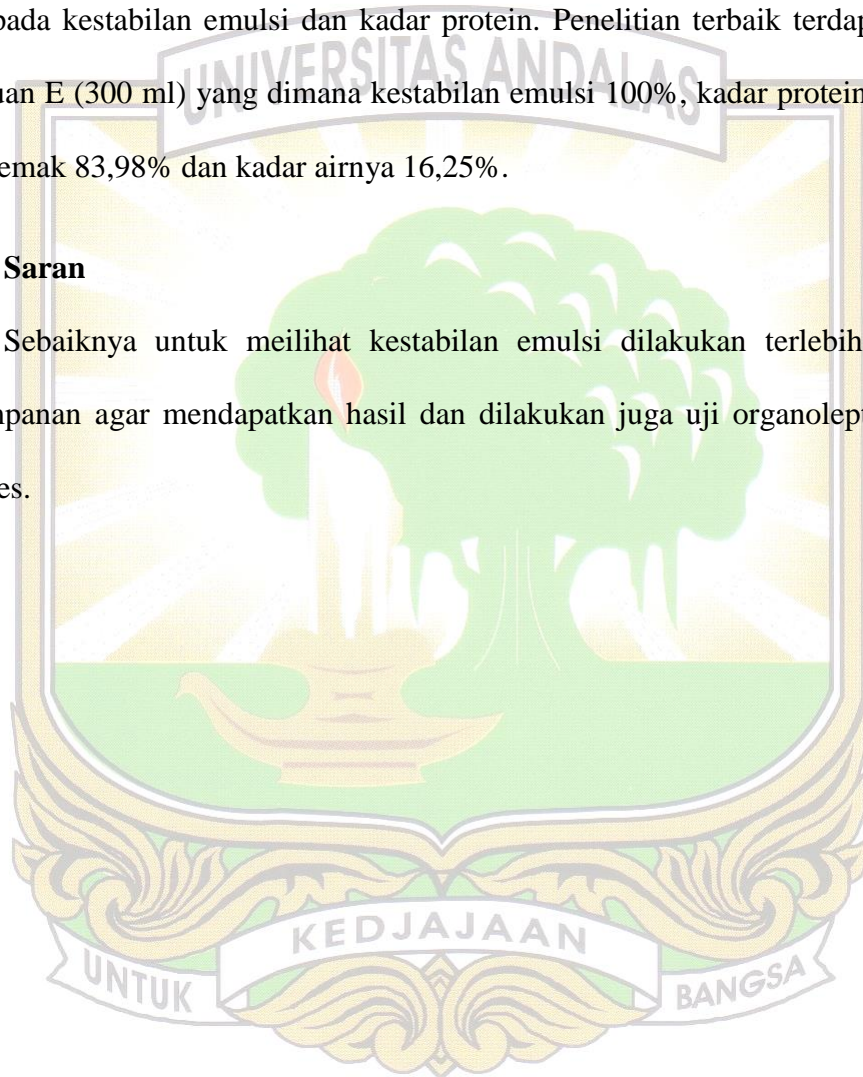 pada kestabilan emulsi dan kadar protein. Penelitian terbaik terdap
uan E (300 ml) yang dimana kestabilan emulsi 100%, kadar protein
emak 83,98% dan kadar airnya 16,25%.
Saran
Sebaiknya untuk meilihat kestabilan emulsi dilakukan terlebih
panan agar mendapatkan hasil dan dilakukan juga uji organolept
es.
UNIVERSITAS ANDALAS
KEDJAJAAN
UNTUK
BANGSA